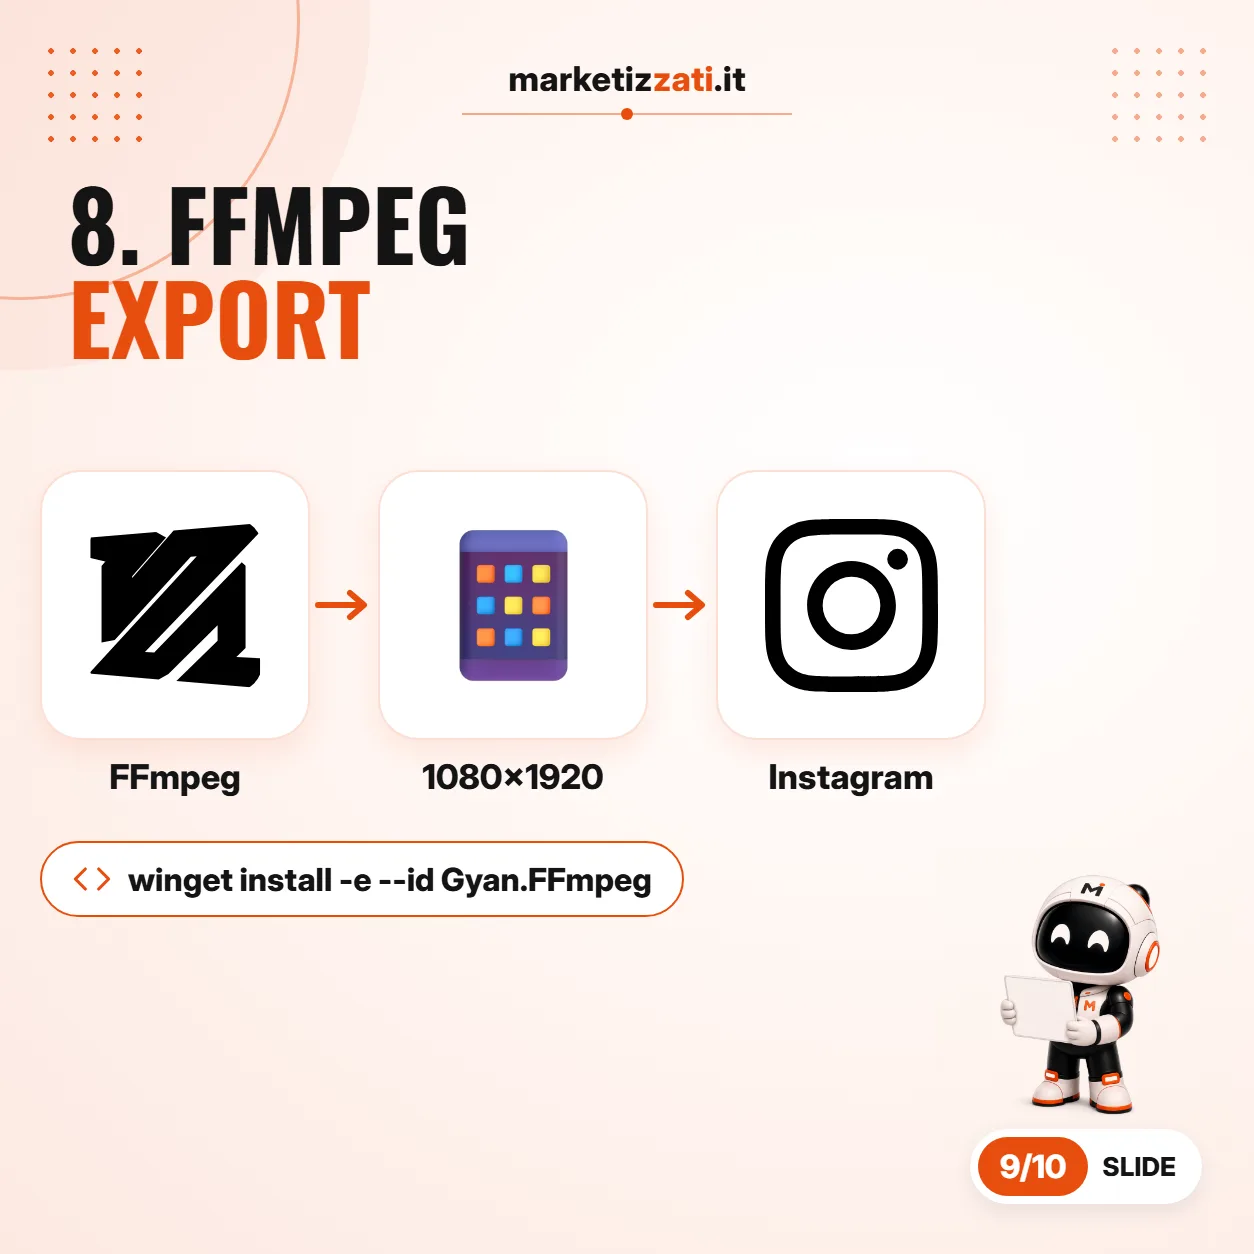 marketizzati.it
8. FFMPEG
EXPORT
FFmpeg
1080×1920
Instagram
<> winget install -e --id Gyan.FFmpeg
M
M
9/10 SLIDE